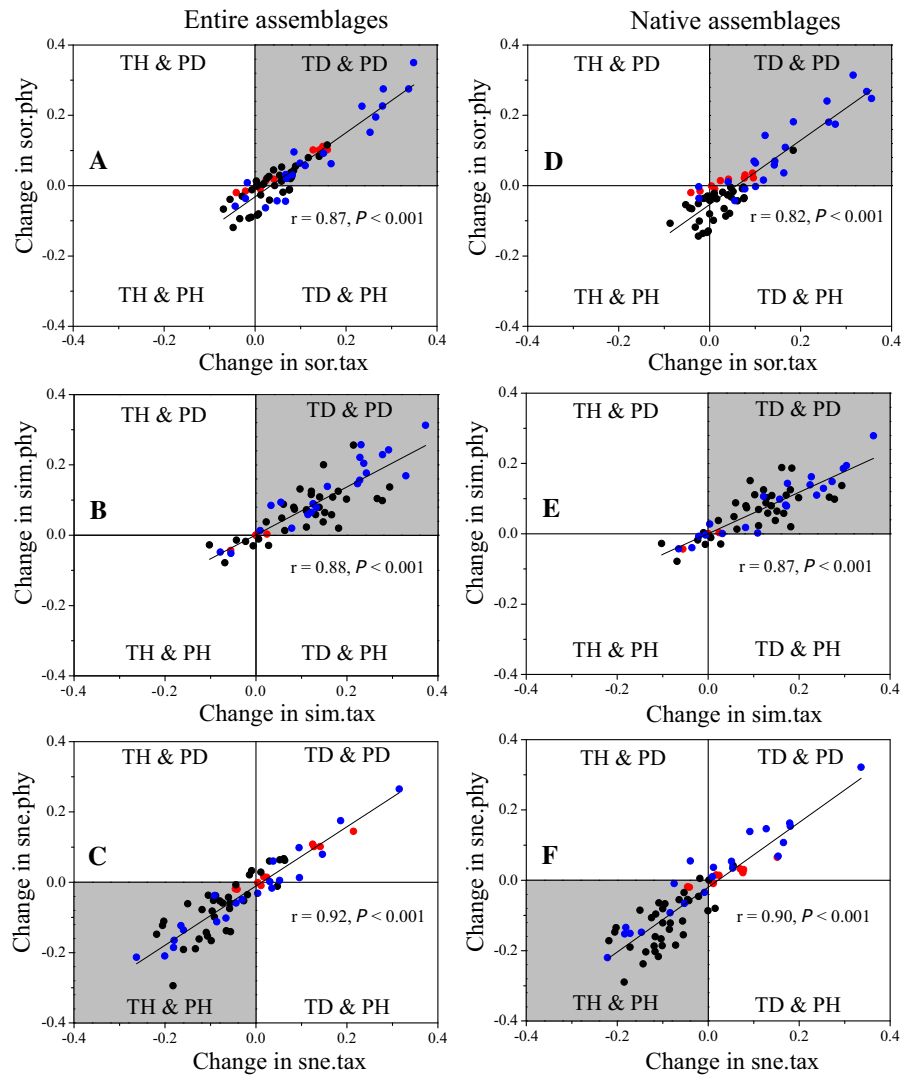 Entire assemblages
Native assemblages
0.4
0.2
0.0
-0.2
-0.4
Change in sor.phy
TH & PD
TD & PD
A
r = 0.87, P < 0.001
TH & PH
TD & PH
-0.4 -0.2 0.0 0.2 0.4
Change in sor.tax
0.4
0.2
0.0
-0.2
-0.4
Change in sor.phy
TH & PD
TD & PD
D
r = 0.82, P < 0.001
TH & PH
TD & PH
-0.4 -0.2 0.0 0.2 0.4
Change in sor.tax
0.4
0.2
0.0
-0.2
-0.4
Change in sim.phy
TH & PD
TD & PD
B
r = 0.88, P < 0.001
TH & PH
TD & PH
-0.4 -0.2 0.0 0.2 0.4
Change in sim.tax
0.4
0.2
0.0
-0.2
-0.4
Change in sim.phy
TH & PD
TD & PD
E
r = 0.87, P < 0.001
TH & PH
TD & PH
-0.4 -0.2 0.0 0.2 0.4
Change in sim.tax
0.4
0.2
0.0
-0.2
-0.4
Change in sne.phy
TH & PD
TD & PD
C
r = 0.92, P < 0.001
TH & PH
TD & PH
-0.4 -0.2 0.0 0.2 0.4
Change in sne.tax
0.4
0.2
0.0
-0.2
-0.4
Change in sne.phy
TH & PD
TD & PD
F
r = 0.90, P < 0.001
TH & PH
TD & PH
-0.4 -0.2 0.0 0.2 0.4
Change in sne.tax